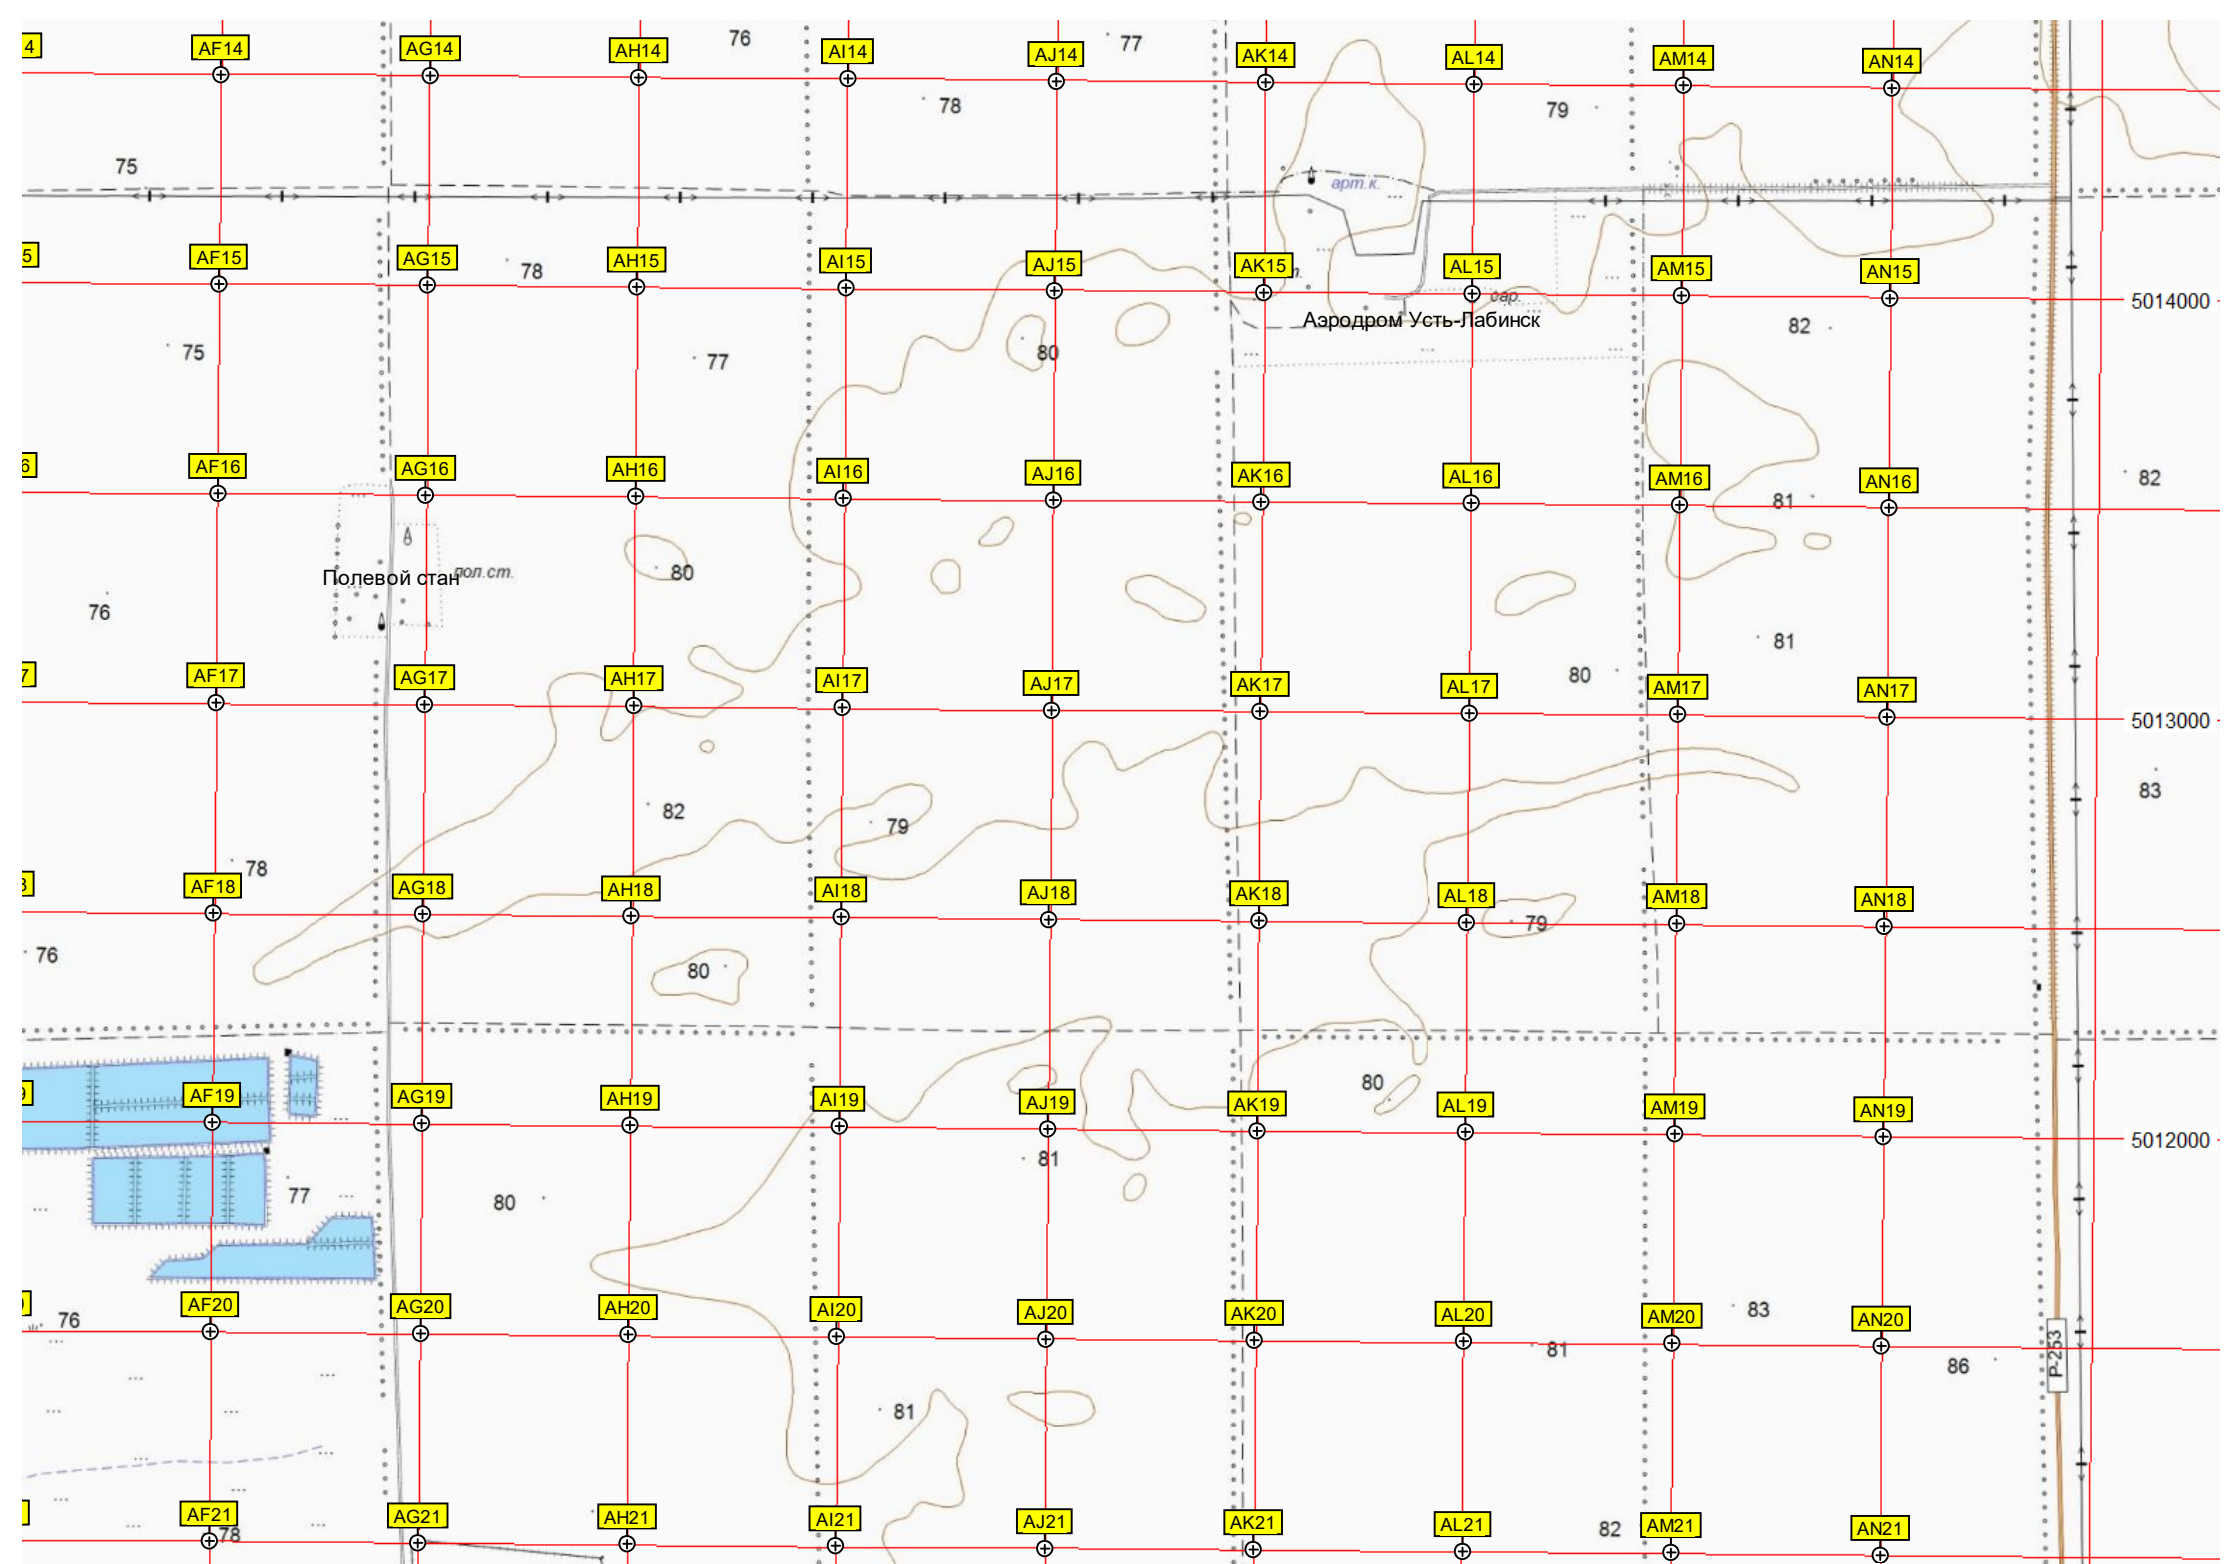 4 AF14 AG14 AH14 76 AI14 AJ14 77 AK14 AL14 AM14 AN14
78 79
75 арт.к.
5 AF15 AG15 78 AH15 AI15 AJ15 AK15 AL15 AM15 AN15
сар. 5014000
Аэродром Усть-Лабинск 82
75 77 80
6 AF16 AG16 AH16 AI16 AJ16 AK16 AL16 AM16 AN16 82
81
Полевой стан пол.ст. 80
76 81
7 AF17 AG17 AH17 AI17 AJ17 AK17 AL17 80 AM17 AN17
5013000
82 79 83
78
8 AF18 AG18 AH18 AI18 AJ18 AK18 AL18 AM18 AN18
79
76 80
80
9 AF19 AG19 AH19 AI19 AJ19 AK19 AL19 AM19 AN19
5012000
81
77 80
76 AF20 AG20 AH20 AI20 AJ20 AK20 AL20 AM20 83 AN20
81 86 Р-253
81
AF21 AG21 AH21 AI21 AJ21 AK21 AL21 82 AM21 AN21
78